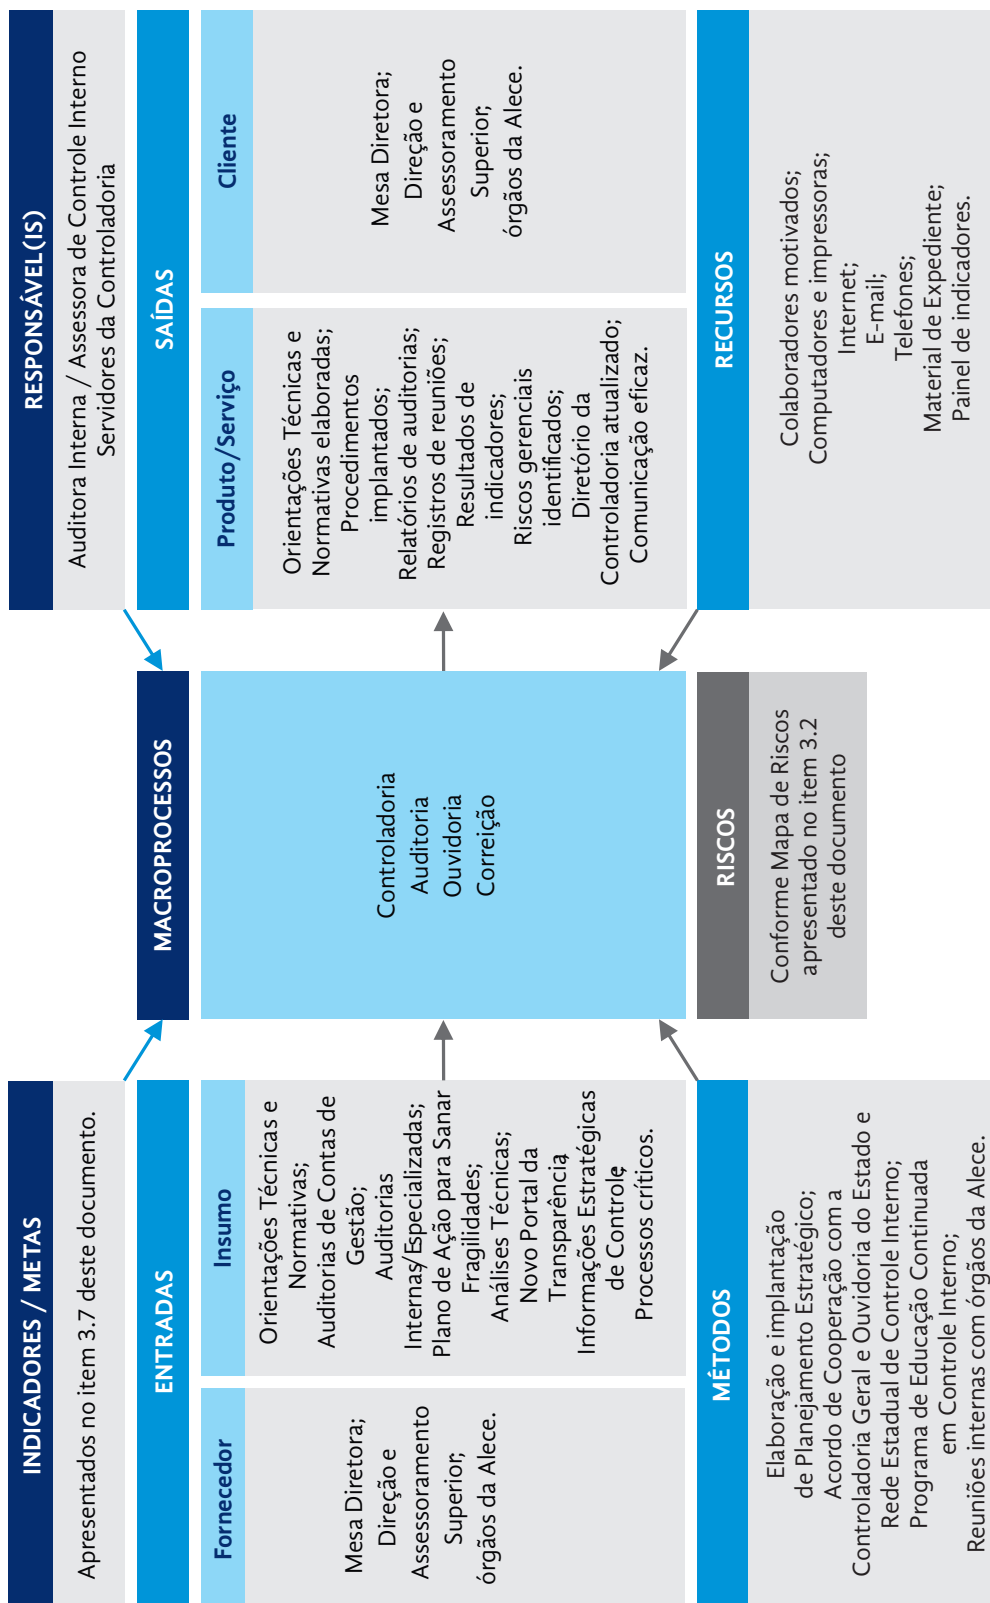 INDICADORES / METAS
Apresentados no item 3.7 deste documento.
ENTRADAS
Fornecedor
Mesa Diretora;
Direção e
Assessoramento
Superior;
órgãos da Alece.
Insumo
Orientações Técnicas e
Normativas;
Auditorias de Contas de
Gestão;
Auditorias
Internas/Especializadas;
Plano de Ação para Sanar
Fragilidades;
Análises Técnicas;
Novo Portal da
Transparência;
Informações Estratégicas
de Controle;
Processos críticos.
MÉTODOS
Elaboração e implantação
de Planejamento Estratégico;
Acordo de Cooperação com a
Controladoria Geral e Ouvidoria do Estado e
Rede Estadual de Controle Interno;
Programa de Educação Continuada
em Controle Interno;
Reuniões internas com órgãos da Alece.
MACROPROCESSOS
Controladoria
Auditoria
Ouvidoria
Correição
RISCOS
Conforme Mapa de Riscos
apresentado no item 3.2
deste documento
RESPONSÁVEL(IS)
Auditora Interna / Assessora de Controle Interno
Servidores da Controladoria
SAÍDAS
Produto/Serviço
Orientações Técnicas e
Normativas elaboradas;
Procedimentos
implantados;
Relatórios de auditorias;
Registros de reuniões;
Resultados de
indicadores;
Riscos gerenciais
identificados;
Diretório da
Controladoria atualizado;
Comunicação eficaz.
Cliente
Mesa Diretora;
Direção e
Assessoramento
Superior;
órgãos da Alece.
RECURSOS
Colaboradores motivados;
Computadores e impressoras;
Internet;
E-mail;
Telefones;
Material de Expediente;
Painel de indicadores.